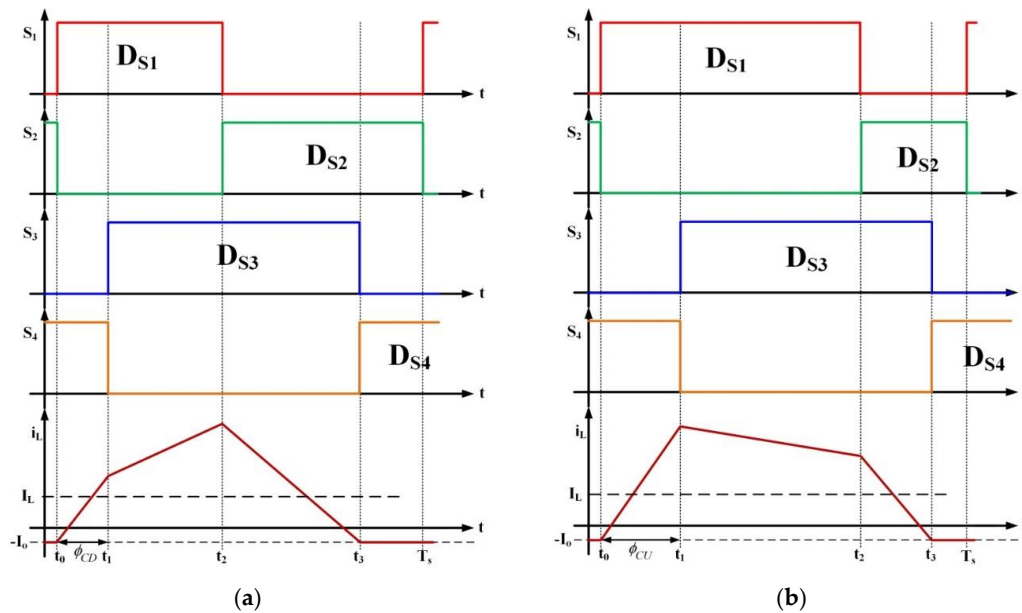 S1
DS1
t
S2
DS2
t
S3
DS3
t
S4
DS4
t
iL
IL
t
-Io
ϕCD
t0
t1
t2
t3
Ts
(a)
S1
DS1
t
S2
DS2
t
S3
DS3
t
S4
DS4
t
iL
IL
t
-Io
ϕCU
t0
t1
t2
t3
Ts
(b)